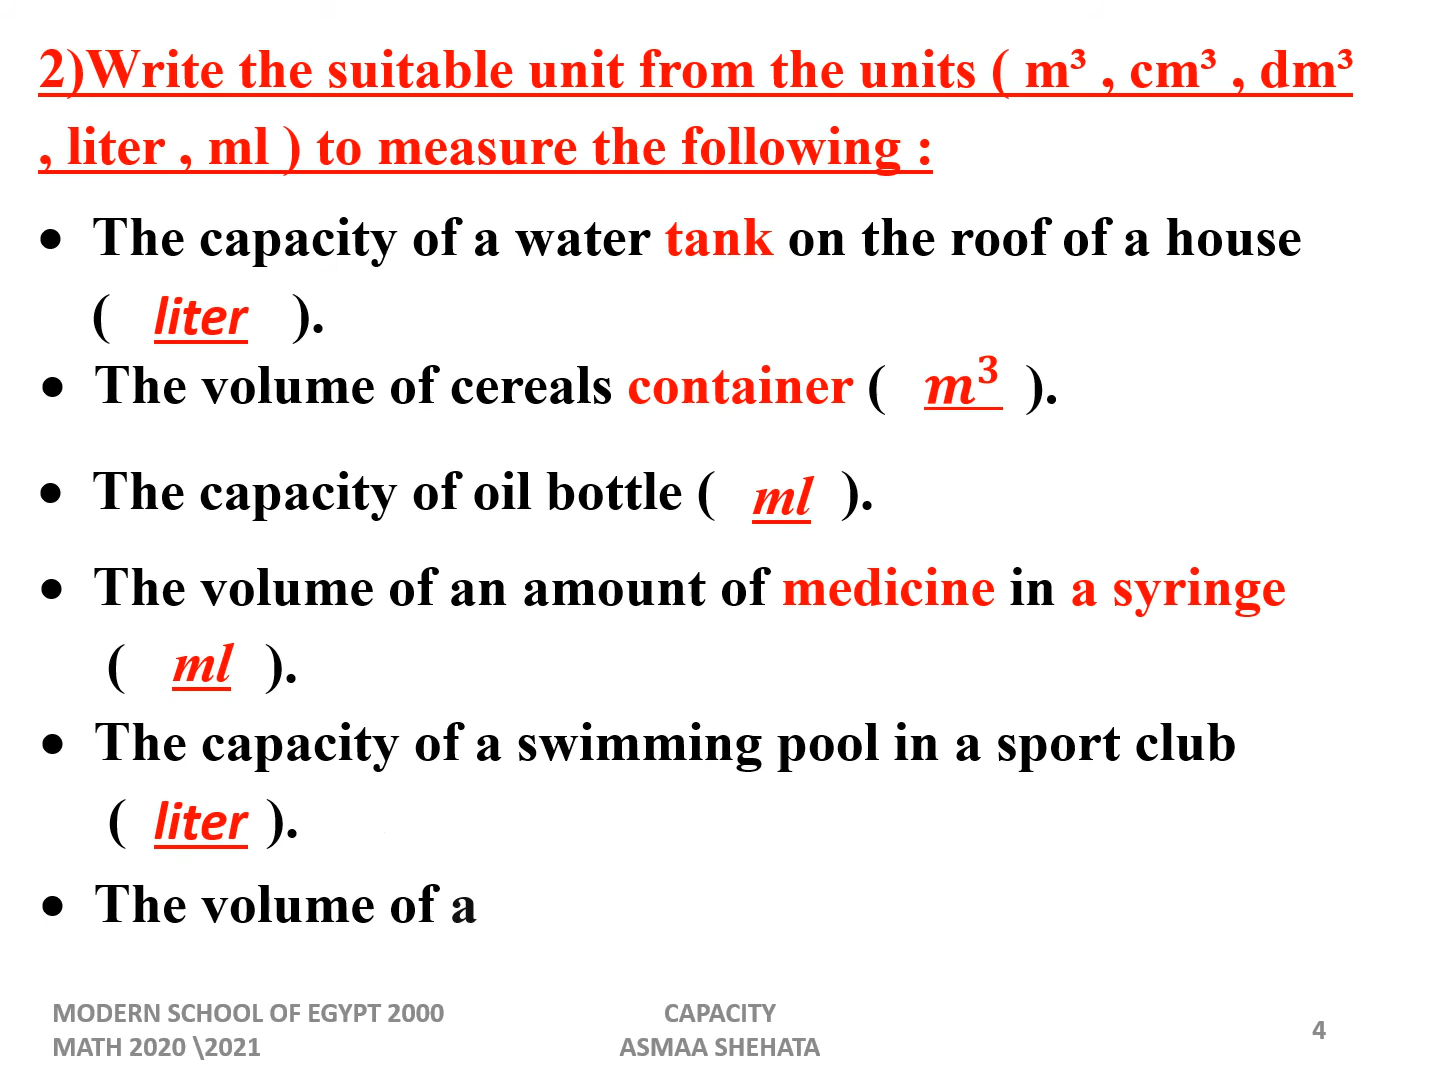 2)Write the suitable unit from the units ( m³ , cm³ , dm³
, liter , ml ) to measure the following :
• The capacity of a water tank on the roof of a house
( liter ).
• The volume of cereals container ( m³ ).
• The capacity of oil bottle ( ml ).
• The volume of an amount of medicine in a syringe
( ml ).
• The capacity of a swimming pool in a sport club
( liter ).
• The volume of a
MODERN SCHOOL OF EGYPT 2000
MATH 2020 \2021
CAPACITY
ASMAA SHEHATA
4